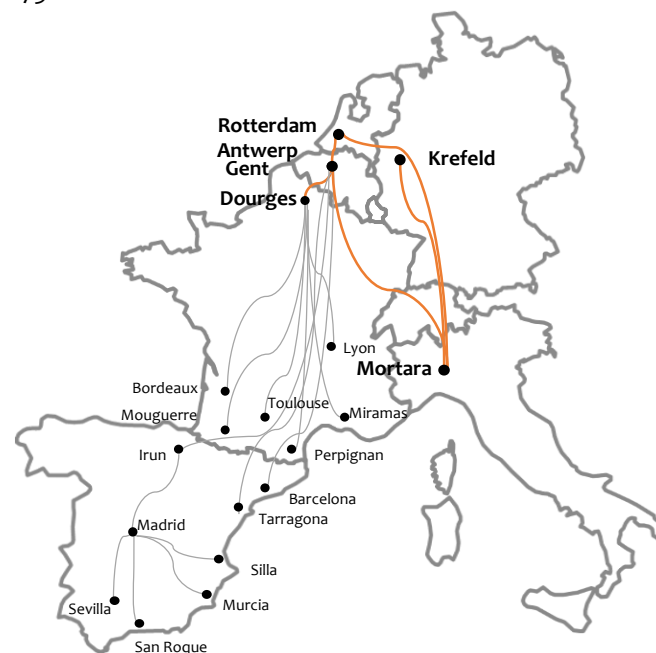 Rotterdam
Antwerp
Gent
Krefeld
Dourges
Lyon
Mortara
Bordeaux
Toulouse
Mouguerre
Miramas
Irun
Perpignan
Barcelona
Tarragona
Madrid
Silla
Sevilla
Murcia
San Roque